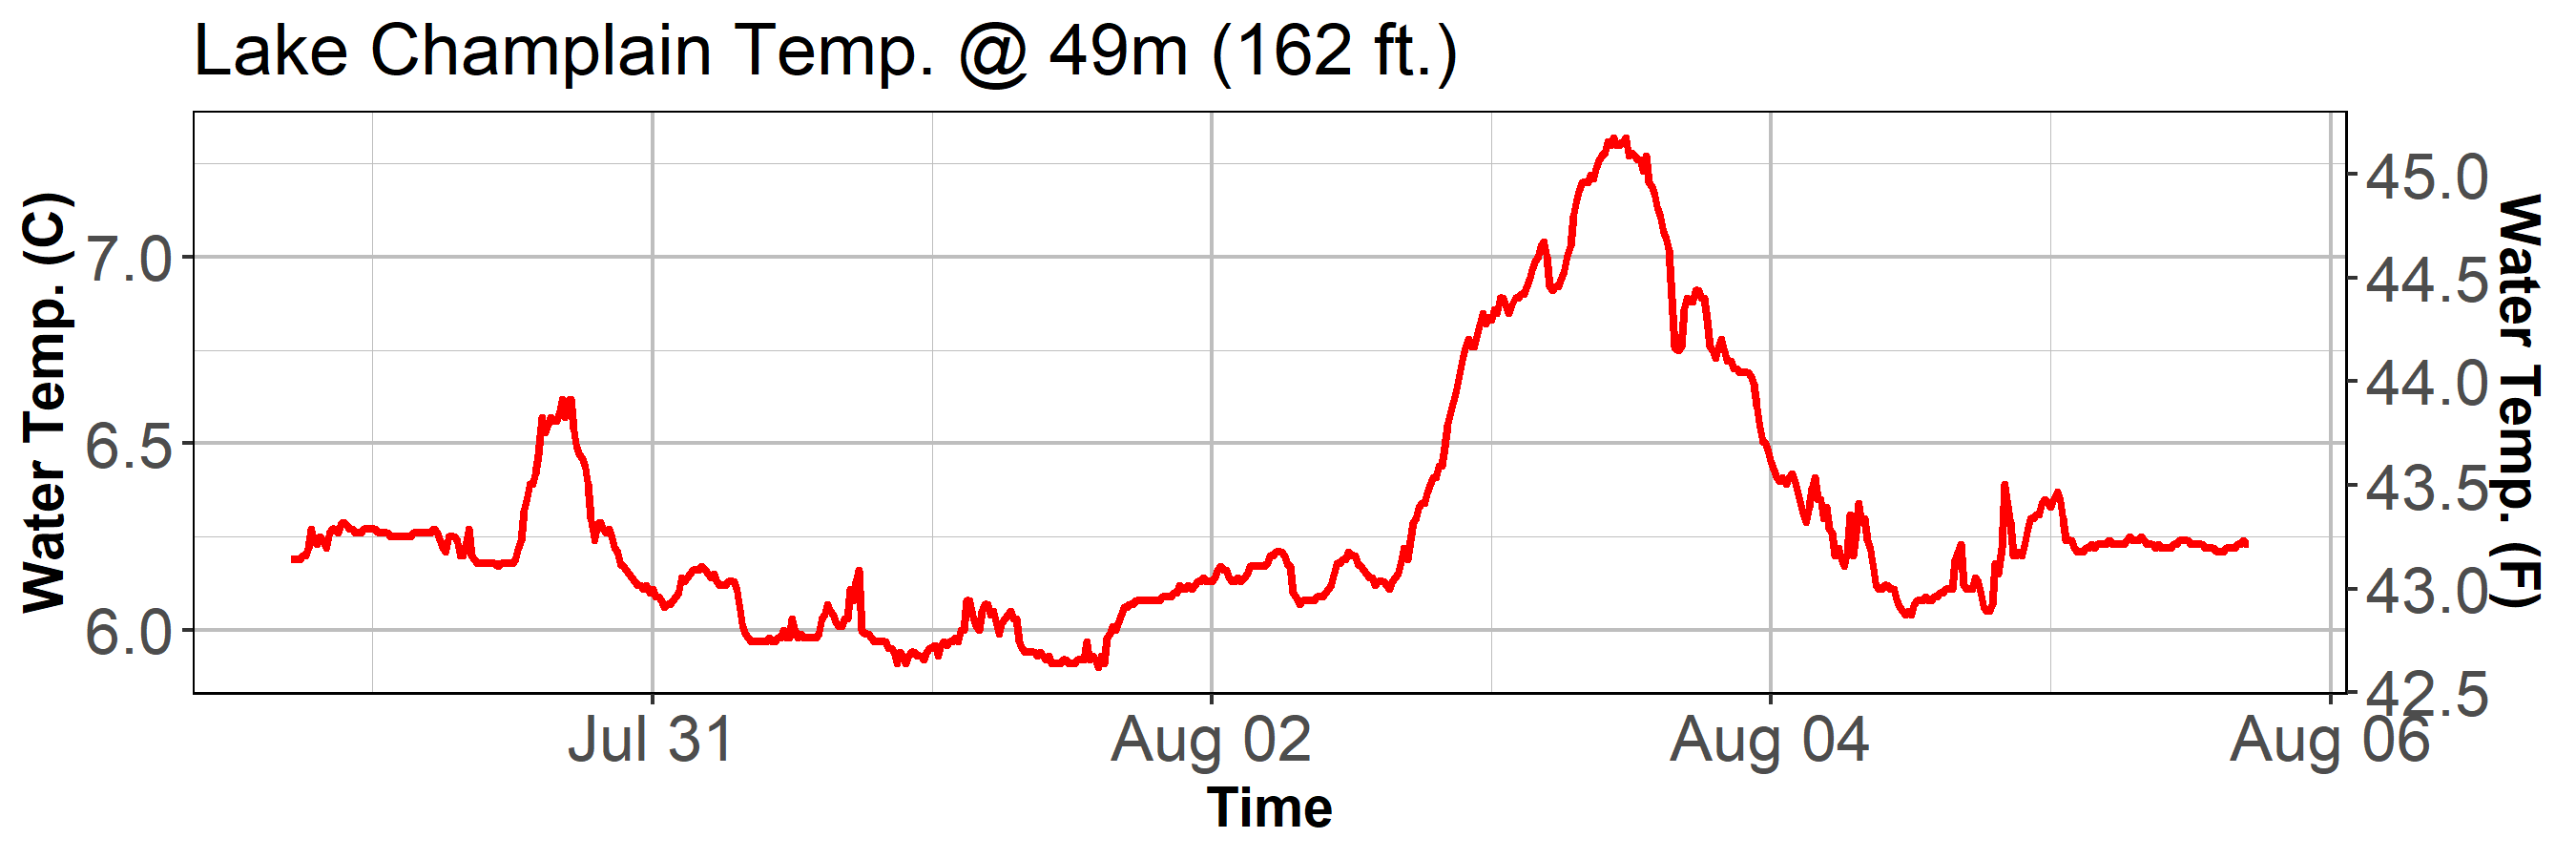 Lake Champlain Temp. @ 49m (162 ft.)
Water Temp. (C)
7.0
6.5
6.0
45.0
44.5
44.0
43.5
43.0
42.5
Water Temp. (F)
Jul 31
Aug 02
Aug 04
Aug 06
Time